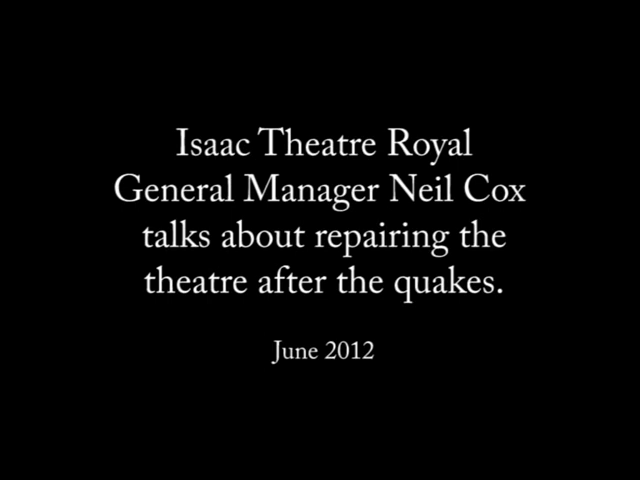 Isaac Theatre Royal
General Manager Neil Cox
talks about repairing the
theatre after the quakes.
June 2012